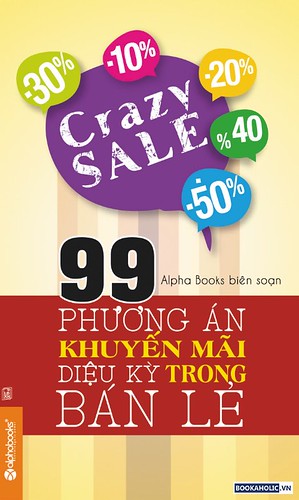 -30%
-10%
-20%
%40
-50%
Crazy
SALE
99
Alpha Books biên soạn
PHƯƠNG ÁN
KHUYẾN MÃI
DIỆU KỲ TRONG
BÁN LẺ
alphabooks
BOOKAHOLIC.VN